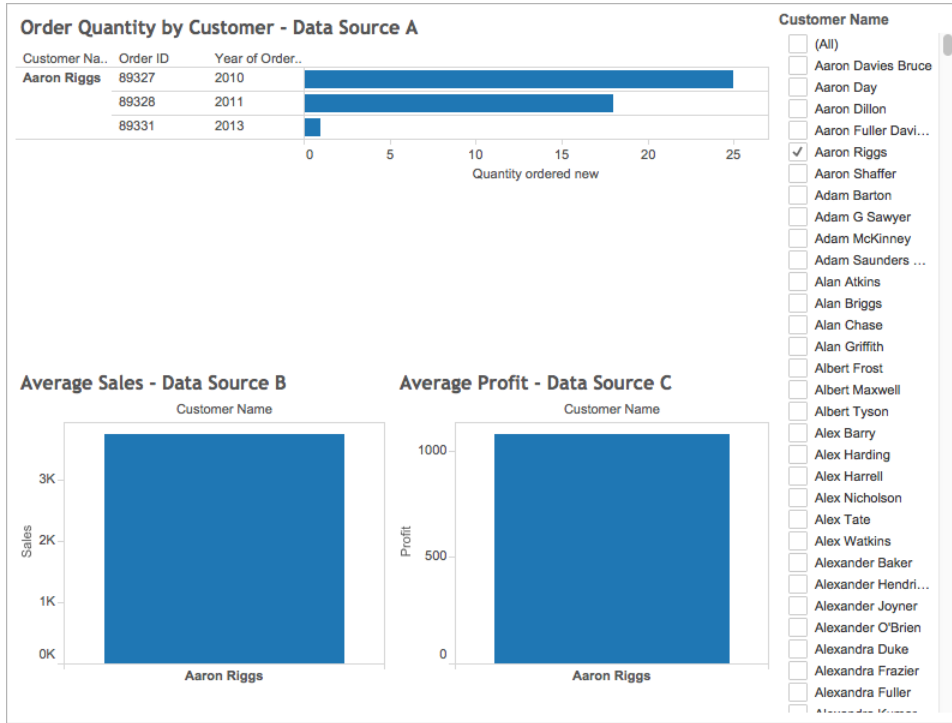 Order Quantity by Customer - Data Source A
Customer Na.. Order ID Year of Order..
Aaron Riggs 89327 2010
89328 2011
89331 2013
0 5 10 15 20 25
Quantity ordered new
Average Sales - Data Source B
Customer Name
3K
2K
1K
0K
Sales
Aaron Riggs
Average Profit - Data Source C
Customer Name
1000
500
0
Profit
Aaron Riggs
Customer Name
(All)
Aaron Davies Bruce
Aaron Day
Aaron Dillon
Aaron Fuller Davi...
Aaron Riggs
Aaron Shaffer
Adam Barton
Adam G Sawyer
Adam McKinney
Adam Saunders ...
Alan Atkins
Alan Briggs
Alan Chase
Alan Griffith
Albert Frost
Albert Maxwell
Albert Tyson
Alex Barry
Alex Harding
Alex Harrell
Alex Nicholson
Alex Tate
Alex Watkins
Alexander Baker
Alexander Hendri...
Alexander Joyner
Alexander O'Brien
Alexandra Duke
Alexandra Frazier
Alexandra Fuller